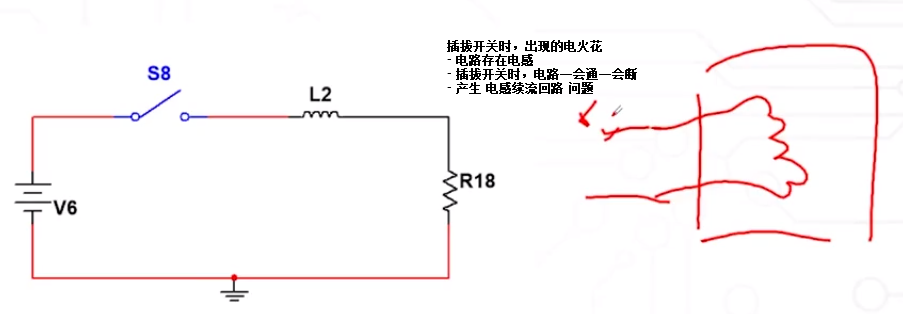 插拔开关时，出现的电火花
- 电路存在电感
- 插拔开关时，电路一会通一会断
- 产生 电感续流回路 问题
S8
L2
R18
V6